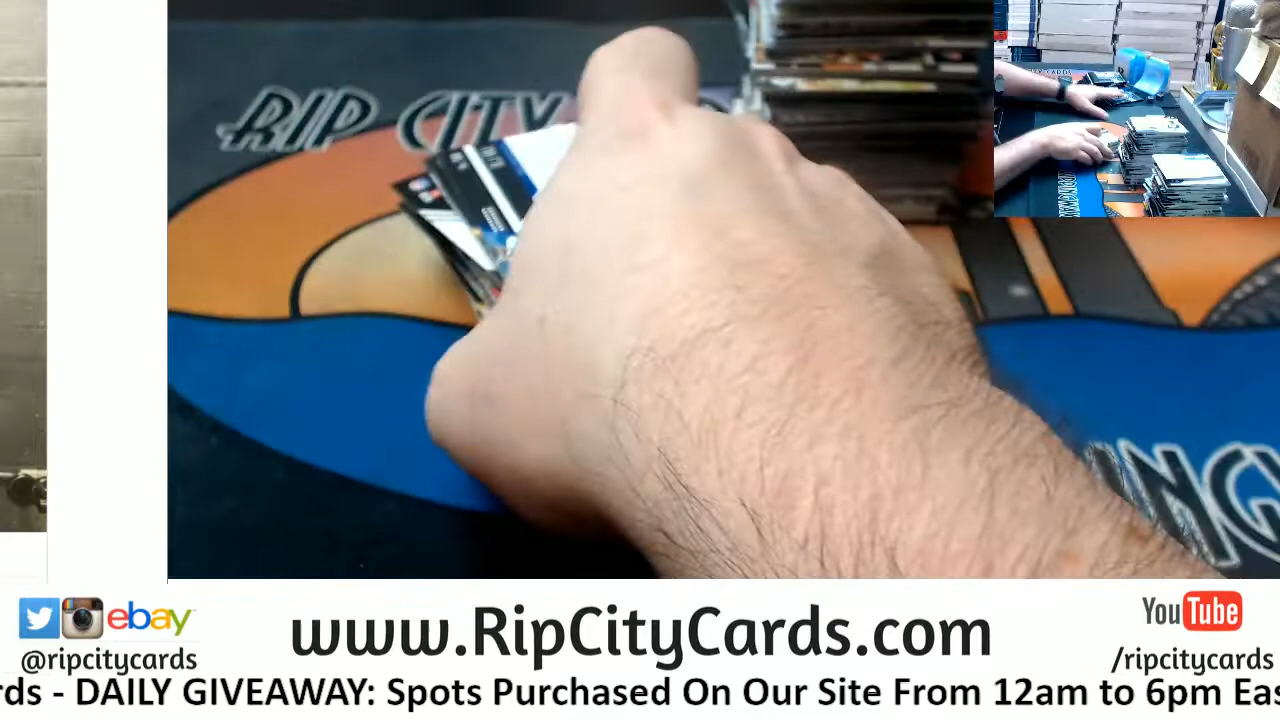 RIP CITY
ING
ebay
@ripcitycards
www.RipCityCards.com
YouTube
/ripcitycards
rds - DAILY GIVEAWAY: Spots Purchased On Our Site From 12am to 6pm Eas